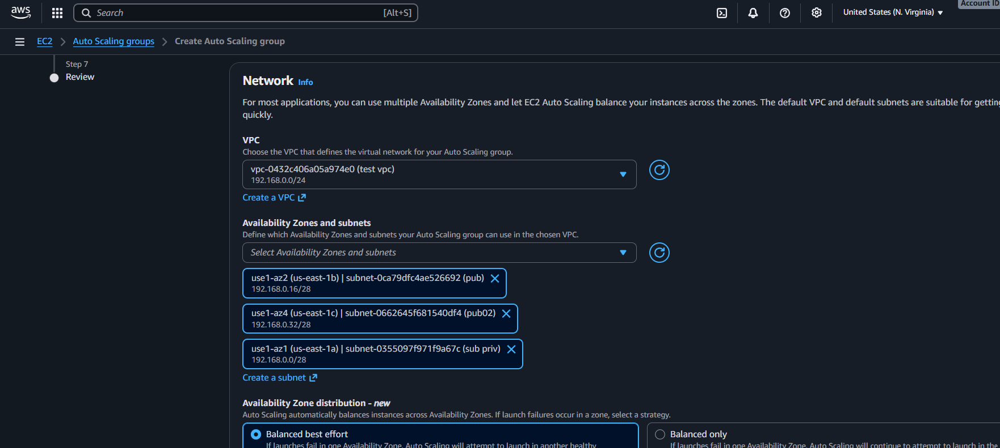 aws
Search [Alt+S]
United States (N. Virginia)
Account ID
EC2 Auto Scaling groups Create Auto Scaling group
Step 7
Review
Network Info
For most applications, you can use multiple Availability Zones and let EC2 Auto Scaling balance your instances across the zones. The default VPC and default subnets are suitable for getting
quickly.
VPC
Choose the VPC that defines the virtual network for your Auto Scaling group.
vpc-0432c406a05a974e0 (test vpc)
192.168.0.0/24
Create a VPC
Availability Zones and subnets
Define which Availability Zones and subnets your Auto Scaling group can use in the chosen VPC.
Select Availability Zones and subnets
use1-az2 (us-east-1b) | subnet-0ca79dfc4ae526692 (pub)
192.168.0.16/28
use1-az4 (us-east-1c) | subnet-0662645f681540df4 (pub02)
192.168.0.32/28
use1-az1 (us-east-1a) | subnet-0355097f971f9a67c (sub priv)
192.168.0.0/28
Create a subnet
Availability Zone distribution - new
Auto Scaling automatically balances instances across Availability Zones. If launch failures occur in a zone, select a strategy.
Balanced best effort
If launches fail in one Availability Zone, Auto Scaling will attempt to launch in another healthy
Balanced only
If launches fail in one Availability Zone, Auto Scaling will continue to attempt to launch in the